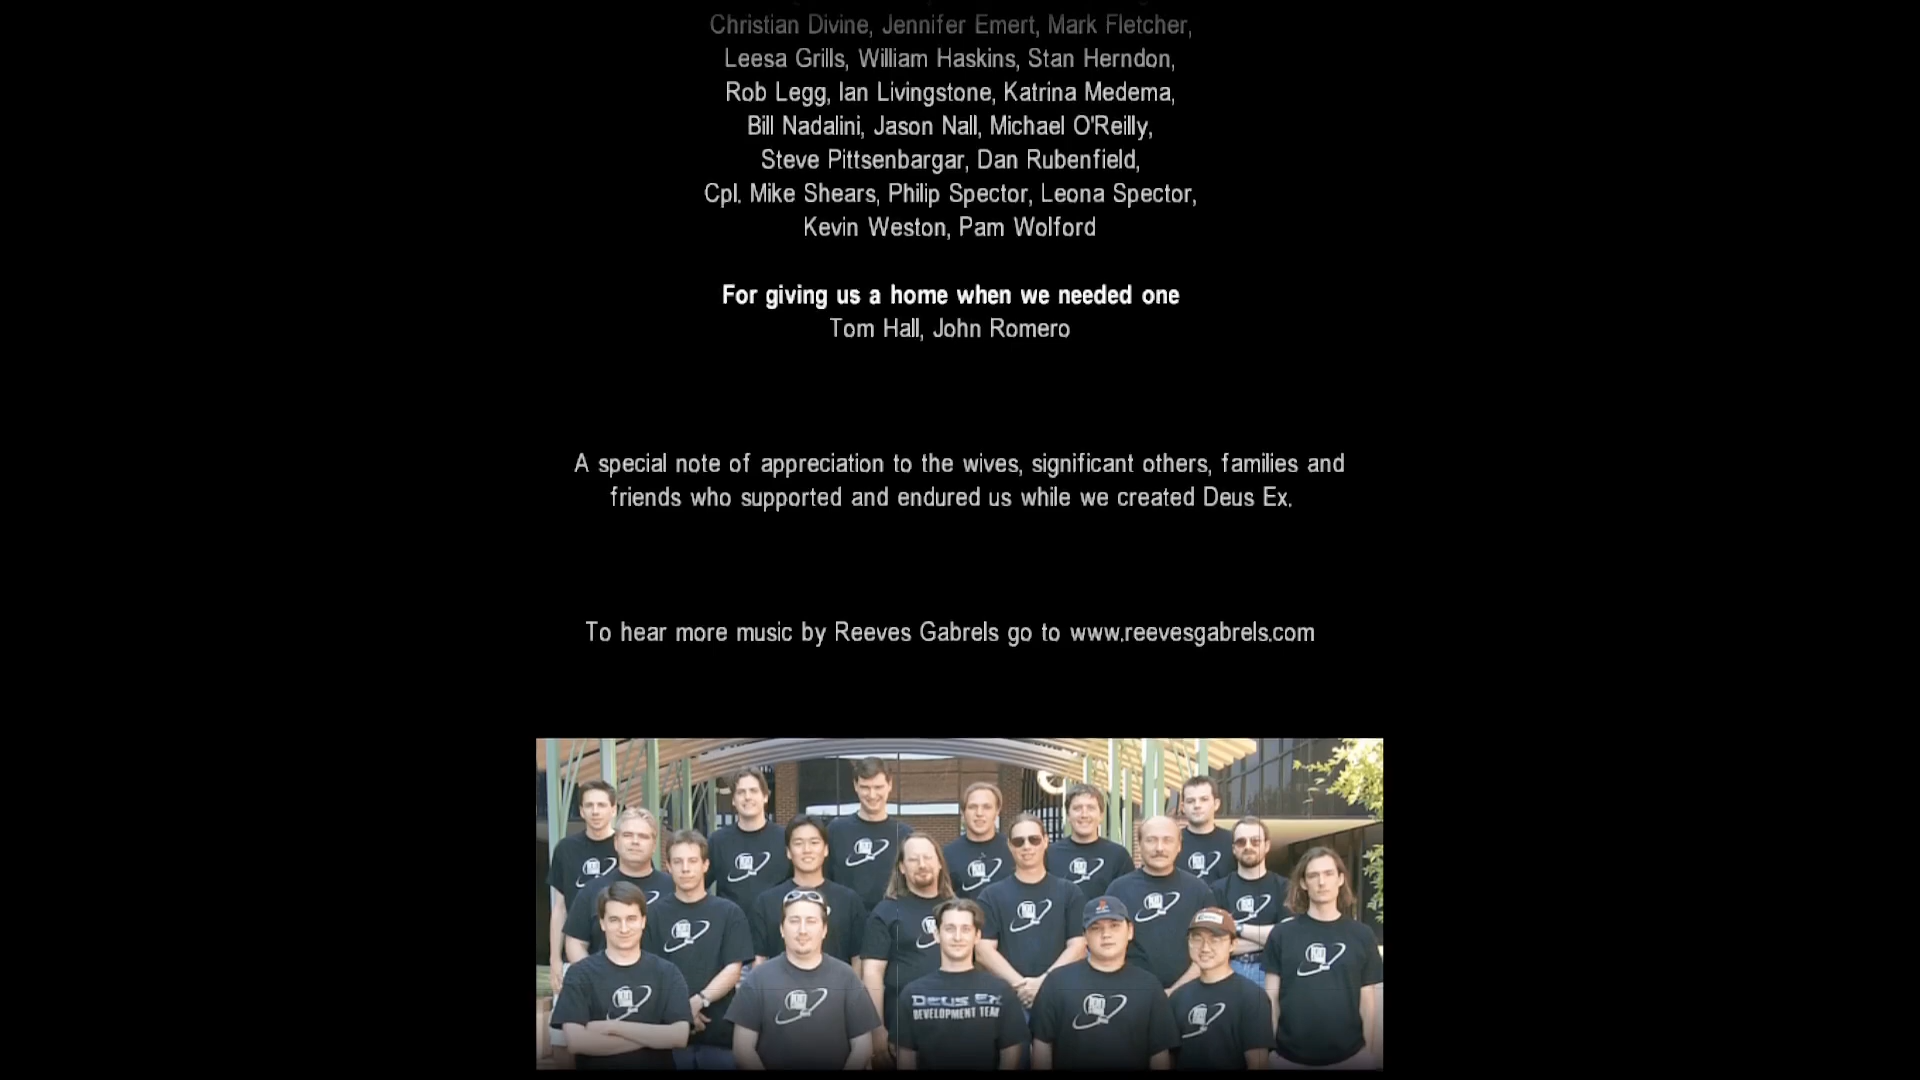 Christian Divine, Jennifer Emert, Mark Fletcher,
Leesa Grills, William Haskins, Stan Herndon,
Rob Legg, Ian Livingstone, Katrina Medema,
Bill Nadalini, Jason Nall, Michael O'Reilly,
Steve Pittsenbargar, Dan Rubenfield,
Cpl. Mike Shears, Philip Spector, Leona Spector,
Kevin Weston, Pam Wolford
For giving us a home when we needed one
Tom Hall, John Romero
A special note of appreciation to the wives, significant others, families and
friends who supported and endured us while we created Deus Ex.
To hear more music by Reeves Gabrels go to www.reevesgabrels.com
DEUS EX
DEVELOPMENT TEAM